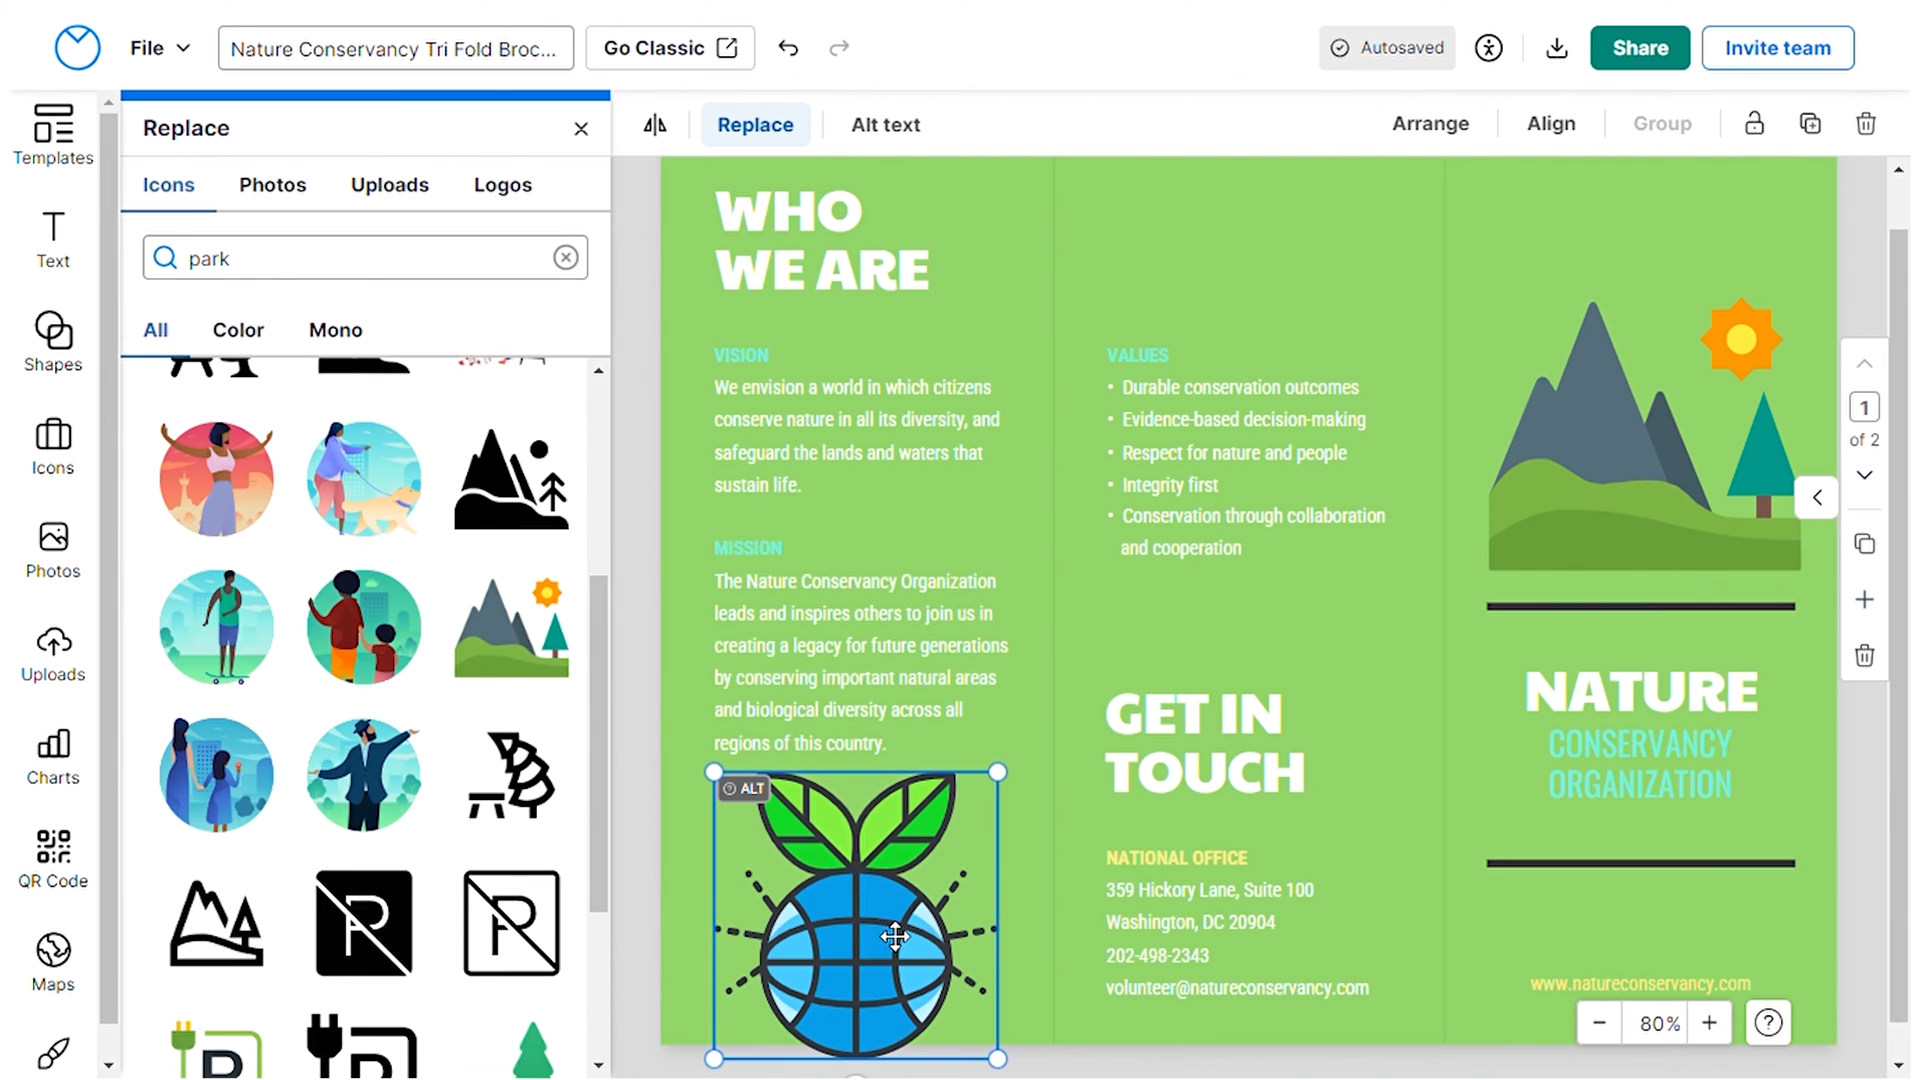 File
Nature Conservancy Tri Fold Broc...
Go Classic
Autosaved
Share
Invite team
Templates
Text
Shapes
Icons
Photos
Uploads
Charts
QR Code
Maps
Replace
Icons
Photos
Uploads
Logos
park
All
Color
Mono
P
P
Replace
Alt text
Arrange
Align
Group
WHO
WE ARE
VISION
We envision a world in which citizens
conserve nature in all its diversity, and
safeguard the lands and waters that
sustain life.
MISSION
The Nature Conservancy Organization
leads and inspires others to join us in
creating a legacy for future generations
by conserving important natural areas
and biological diversity across all
regions of this country.
ALT
VALUES
• Durable conservation outcomes
• Evidence-based decision-making
• Respect for nature and people
• Integrity first
• Conservation through collaboration
and cooperation
GET IN
TOUCH
NATIONAL OFFICE
359 Hickory Lane, Suite 100
Washington, DC 20904
202-498-2343
volunteer@natureconservancy.com
NATURE
CONSERVANCY
ORGANIZATION
www.natureconservancy.com
1
of 2
80%